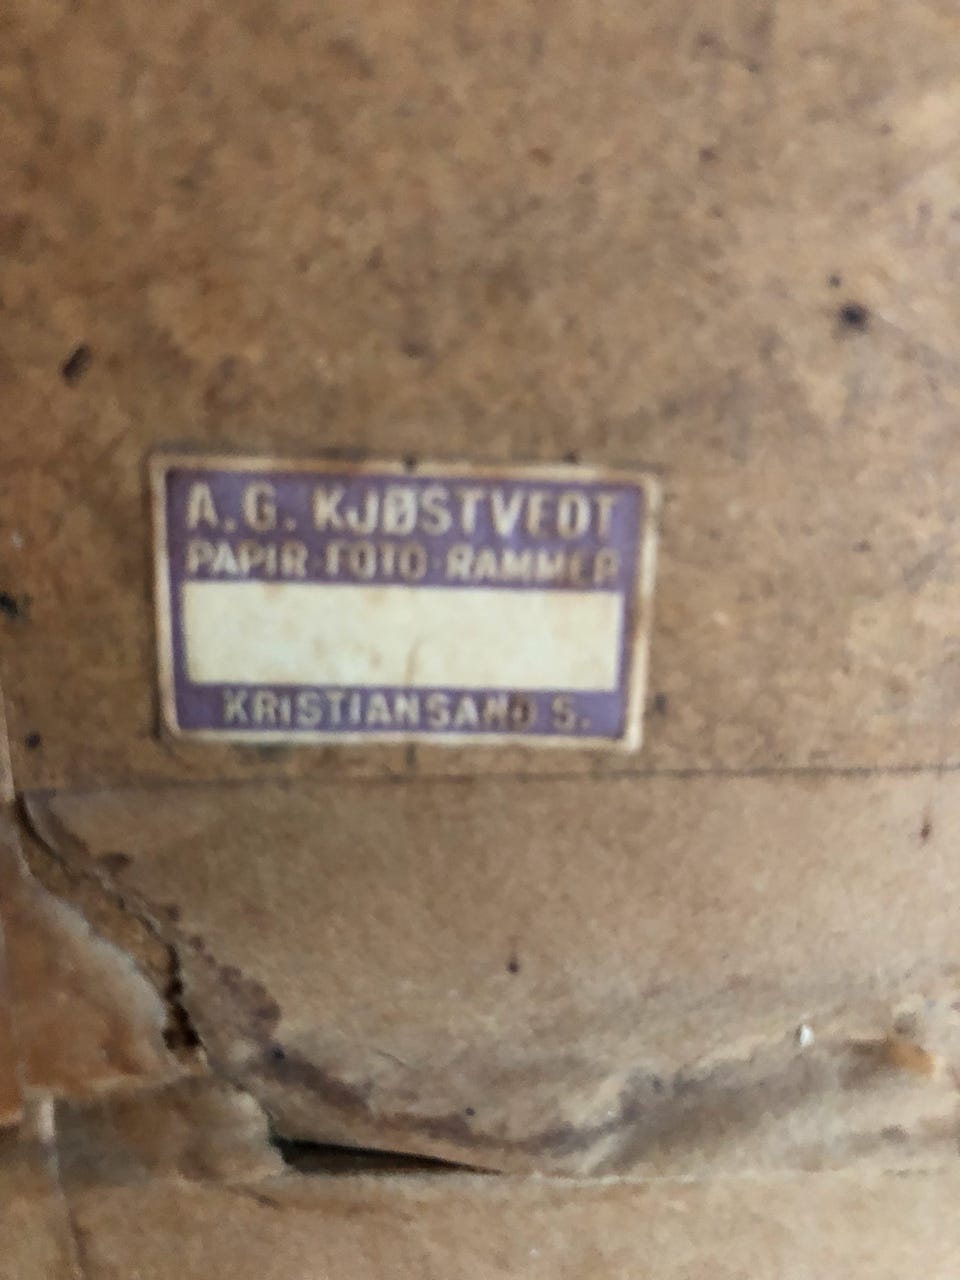 A.G. KJØSTVEDT
PAPIR·FOTO·RAMMER
KRISTIANSAND S.